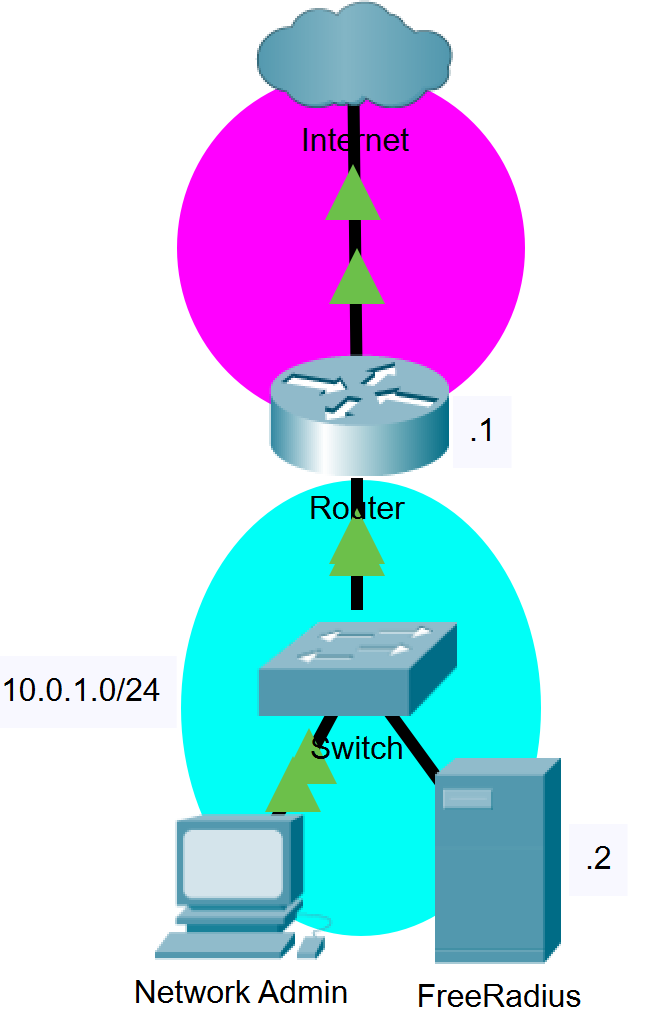 Internet
.1
Router
10.0.1.0/24
Switch
.2
Network Admin
FreeRadius